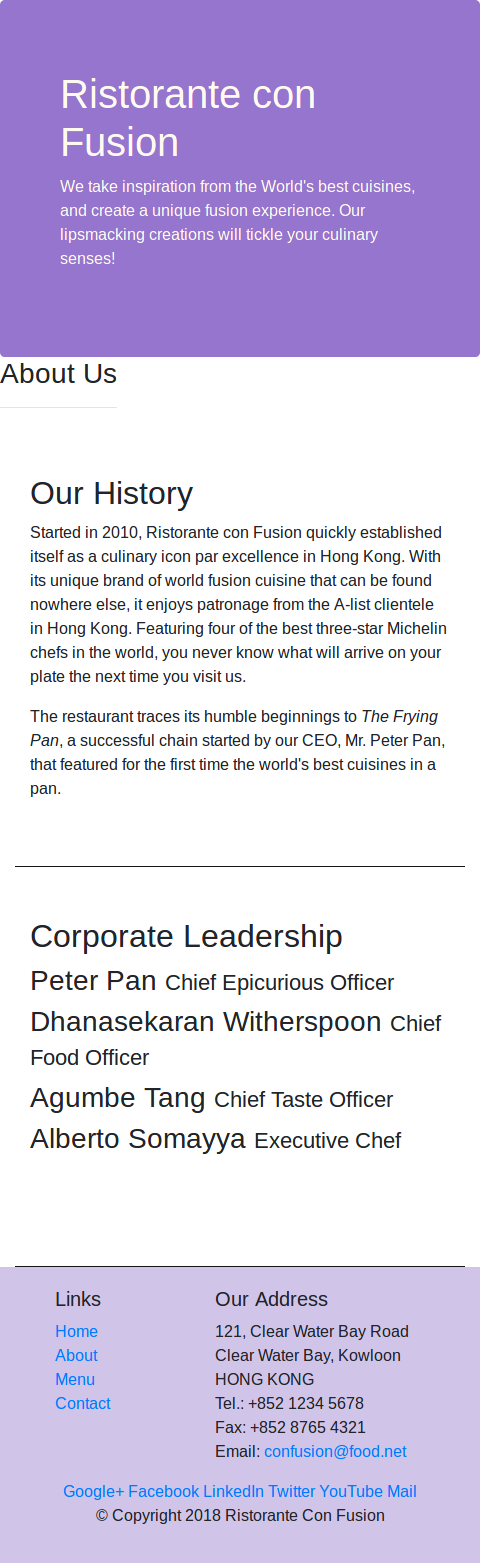 Ristorante con
Fusion
We take inspiration from the World's best cuisines,
and create a unique fusion experience. Our
lipsmacking creations will tickle your culinary
senses!
About Us
Our History
Started in 2010, Ristorante con Fusion quickly established
itself as a culinary icon par excellence in Hong Kong. With
its unique brand of world fusion cuisine that can be found
nowhere else, it enjoys patronage from the A-list clientele
in Hong Kong. Featuring four of the best three-star Michelin
chefs in the world, you never know what will arrive on your
plate the next time you visit us.
The restaurant traces its humble beginnings to The Frying
Pan, a successful chain started by our CEO, Mr. Peter Pan,
that featured for the first time the world's best cuisines in a
pan.
Corporate Leadership
Peter Pan Chief Epicurious Officer
Dhanasekaran Witherspoon Chief
Food Officer
Agumbe Tang Chief Taste Officer
Alberto Somayya Executive Chef
Links
Home
About
Menu
Contact
Our Address
121, Clear Water Bay Road
Clear Water Bay, Kowloon
HONG KONG
Tel.: +852 1234 5678
Fax: +852 8765 4321
Email: confusion@food.net
Google+ Facebook LinkedIn Twitter YouTube Mail
© Copyright 2018 Ristorante Con Fusion